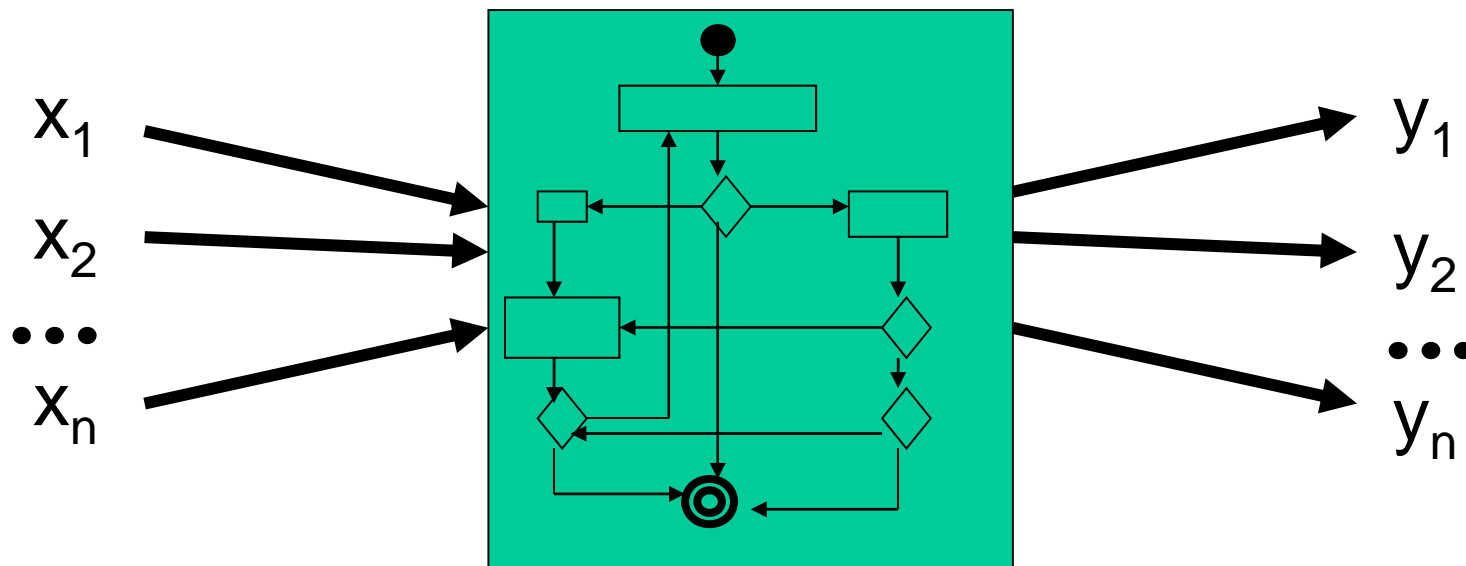 x₁
x₂
...
xₙ
y₁
y₂
...
yₙ